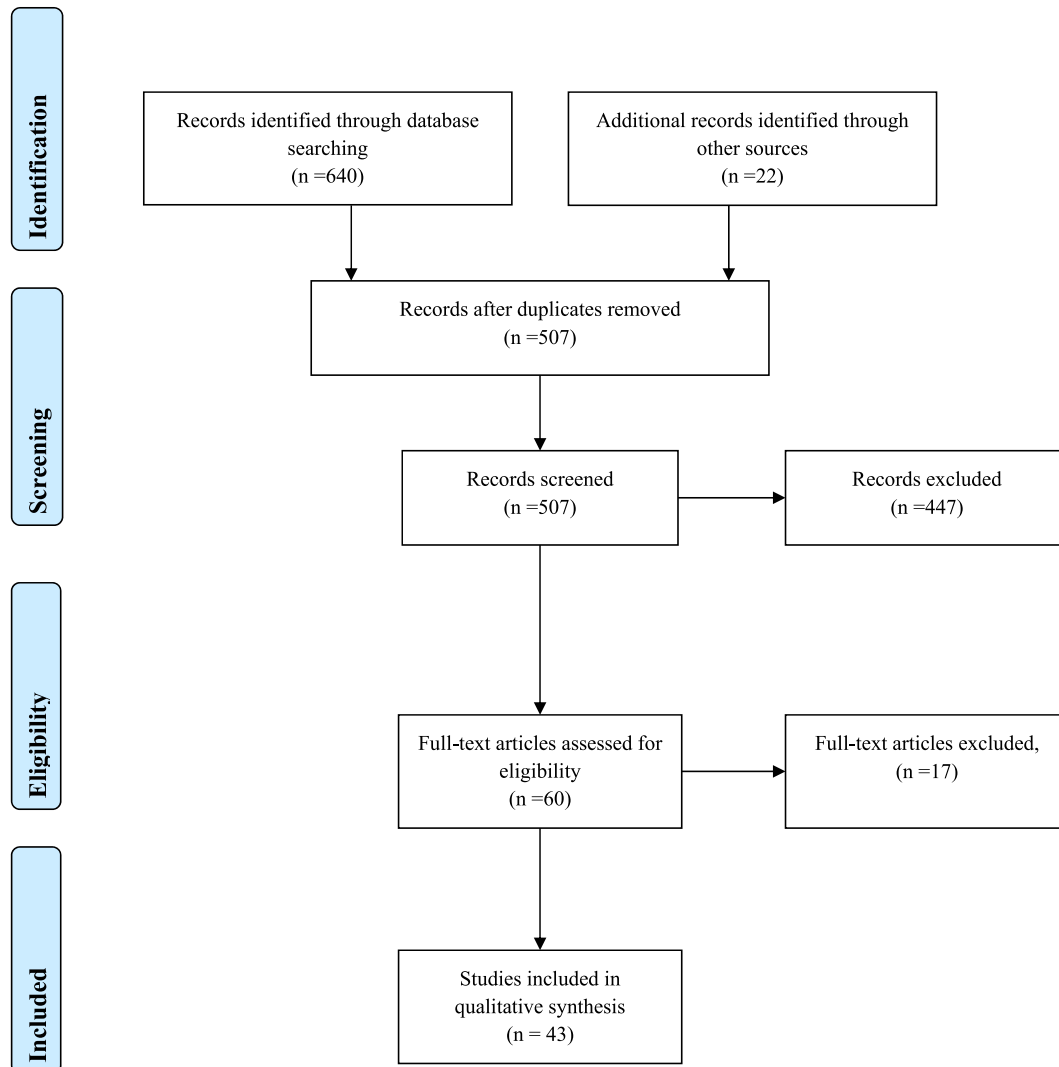 Identification
Records identified through database
searching
(n =640)
Additional records identified through
other sources
(n =22)
Screening
Records after duplicates removed
(n =507)
Records screened
(n =507)
Records excluded
(n =447)
Eligibility
Full-text articles assessed for
eligibility
(n =60)
Full-text articles excluded,
(n =17)
Included
Studies included in
qualitative synthesis
(n = 43)